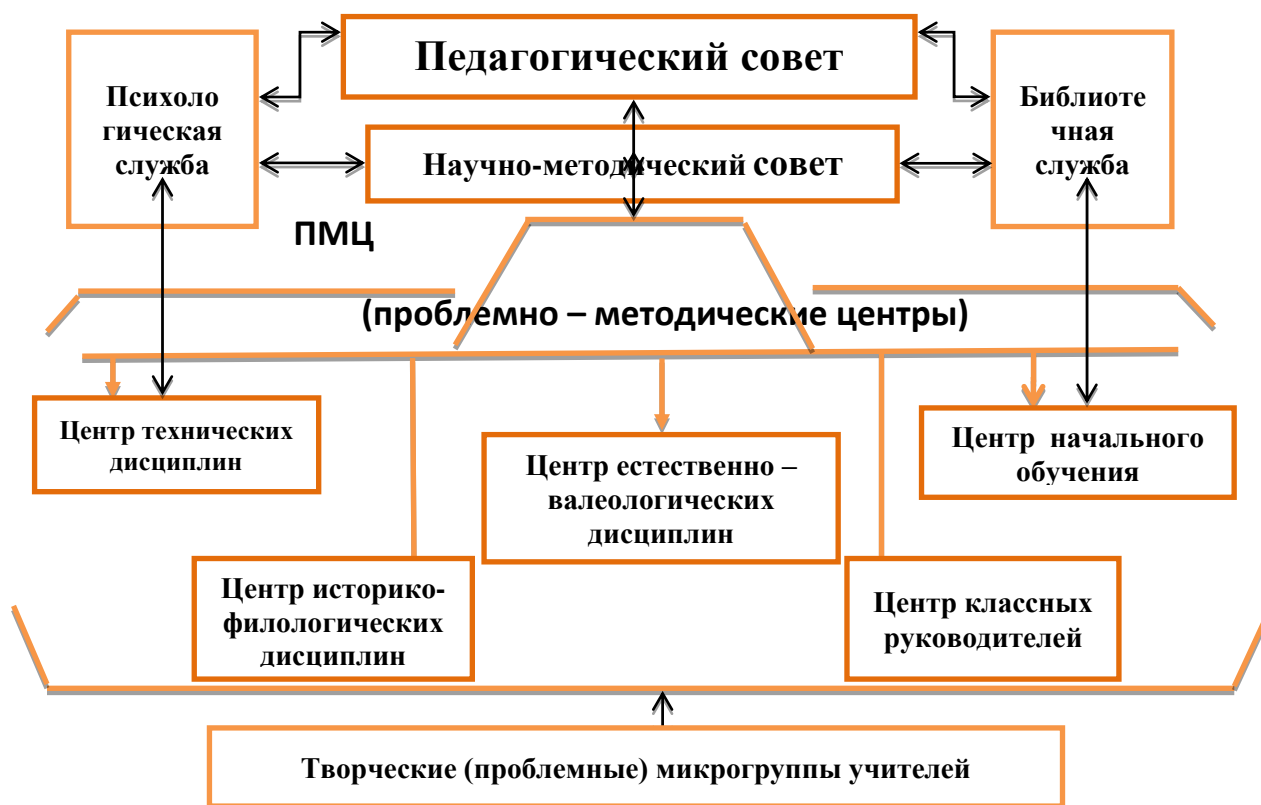 Педагогический совет
Психоло
гическая
служба
Библиоте
чная
служба
Научно-методический совет
ПМЦ
(проблемно – методические центры)
Центр технических
дисциплин
Центр естественно –
валеологических
дисциплин
Центр начального
обучения
Центр историко-
филологических
дисциплин
Центр классных
руководителей
Творческие (проблемные) микрогруппы учителей